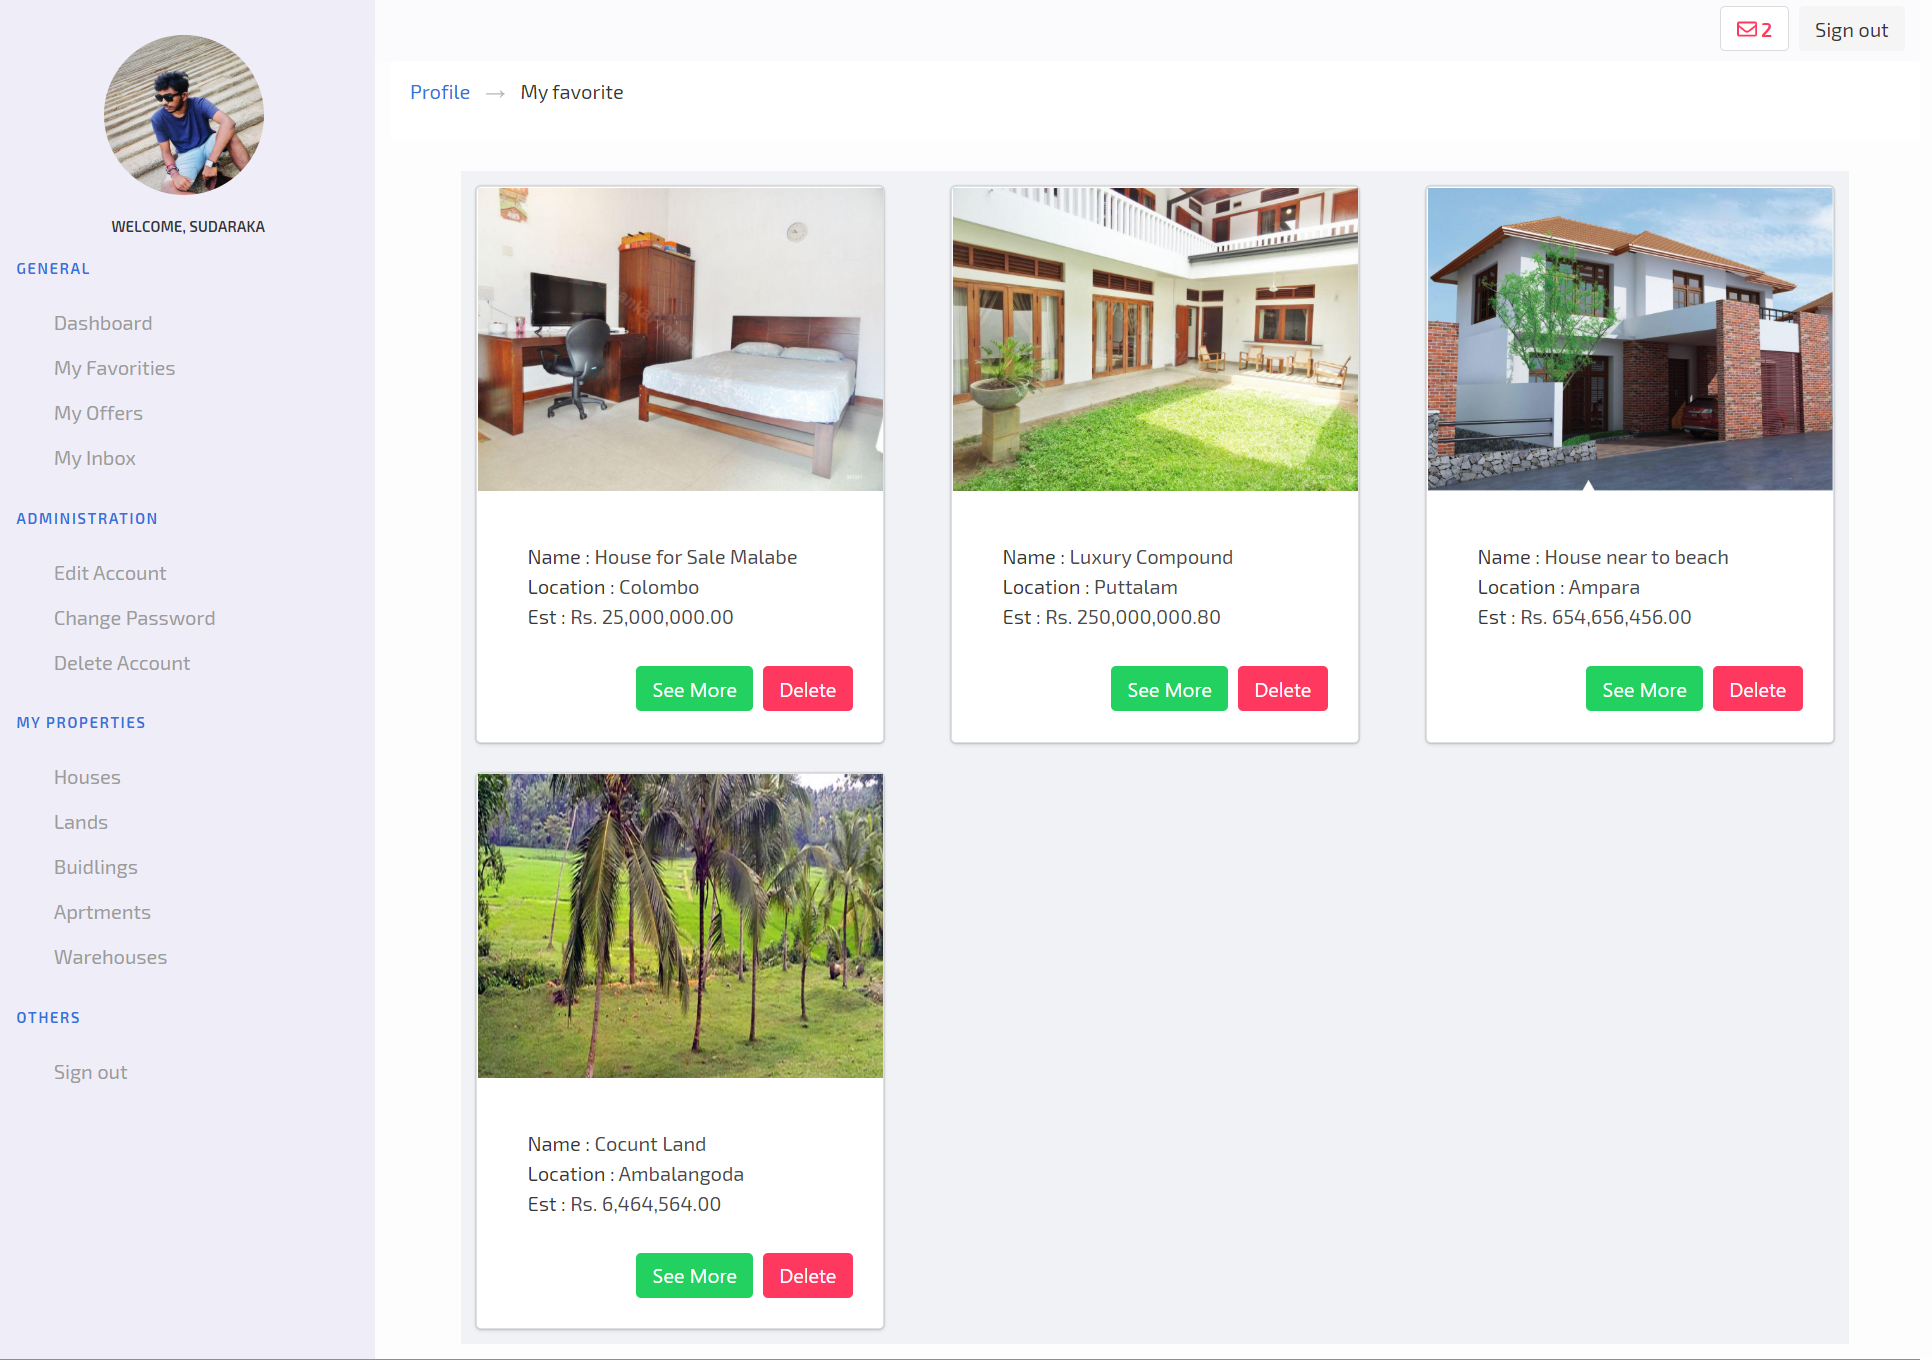 2
Sign out
WELCOME, SUDARAKA
GENERAL
Dashboard
My Favorities
My Offers
My Inbox
ADMINISTRATION
Edit Account
Change Password
Delete Account
MY PROPERTIES
Houses
Lands
Buidlings
Aprtments
Warehouses
OTHERS
Sign out
Profile → My favorite
Name : House for Sale Malabe
Location : Colombo
Est : Rs. 25,000,000.00
See More Delete
Name : Luxury Compound
Location : Puttalam
Est : Rs. 250,000,000.80
See More Delete
Name : House near to beach
Location : Ampara
Est : Rs. 654,656,456.00
See More Delete
Name : Cocunt Land
Location : Ambalangoda
Est : Rs. 6,464,564.00
See More Delete